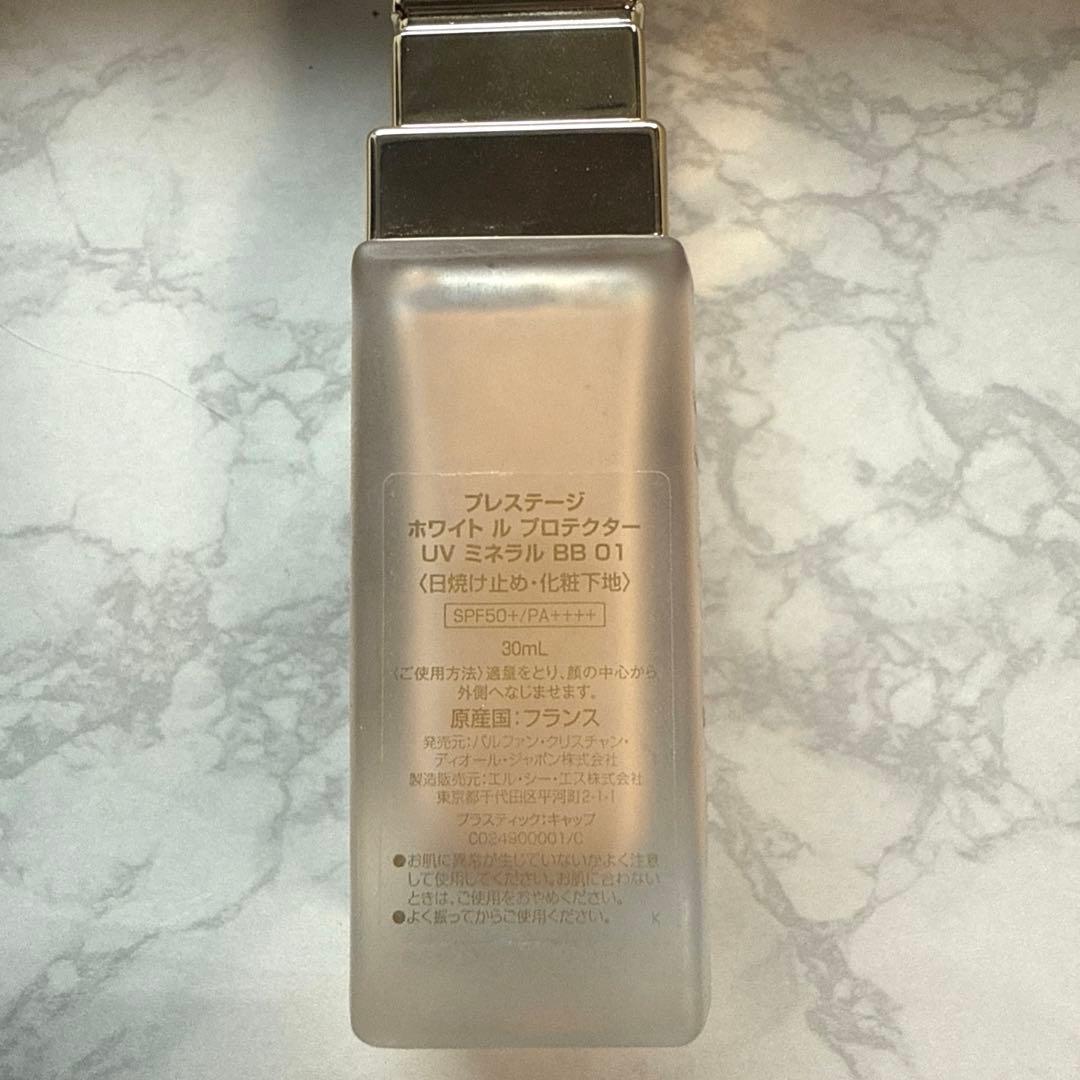 プレステージ
ホワイト ル プロテクター
UV ミネラル BB 01
〈日焼け止め・化粧下地〉
SPF50+/PA++++
30mL
〈ご使用方法〉適量をとり、顔の中心から
外側へなじませます。
原産国：フランス
発売元：パルファン・クリスチャン・
ディオール・ジャポン株式会社
製造販売元：エル・シー・エス株式会社
東京都千代田区平河町2-1-1
プラスティック：キャップ
C024900001/C
●お肌に異常が生じていないかよく注意
して使用してください。お肌に合わない
ときは、ご使用をおやめください。
●よく振ってからご使用ください。 K